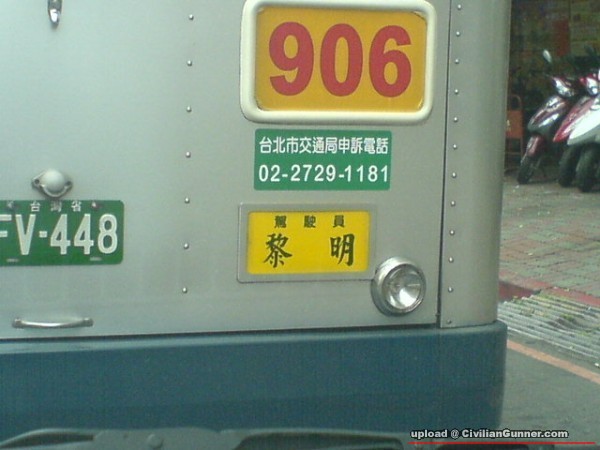 906
台北市交通局申訴電話
02-2729-1181
台灣省
FV-448
駕駛員
黎明
upload @ CivilianGunner.com